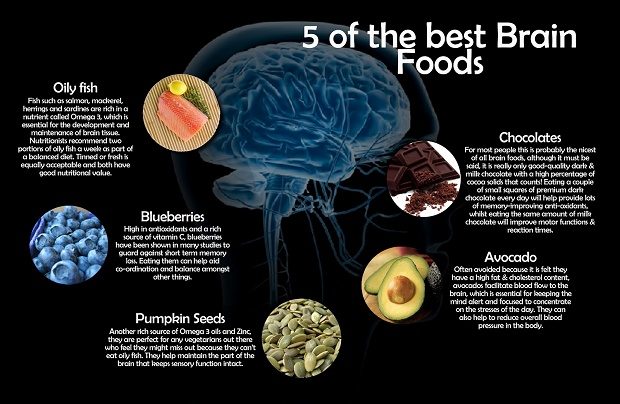 5 of the best Brain
Foods
Oily fish
Fish such as salmon, mackerel,
herrings and sardines are rich in a
nutrient called Omega 3, which is
essential for the development and
maintenance of brain tissue.
Nutritionists recommend two
portions of oily fish a week as part of
a balanced diet. Tinned or fresh is
equally acceptable and both have
good nutritional value.
Chocolates
For most people this is probably the nicest
of all brain foods, although it must be
said, it is really only good-quality dark &
milk chocolate with a high percentage of
cocoa solids that counts! Eating a couple
of small squares of premium dark
chocolate every day will help provide lots
of memory-improving anti-oxidants,
whilst eating the same amount of milk
chocolate will improve motor functions &
reaction times.
Blueberries
High in antioxidants and a rich
source of vitamin C, blueberries
have been shown in many studies to
guard against short term memory
loss. Eating them can help aid
co-ordination and balance amongst
other things.
Avocado
Often avoided because it is felt they
have a high fat & cholesterol content,
avocados facilitate blood flow to the
brain, which is essential for keeping the
mind alert and focused to concentrate
on the stresses of the day. They can
also help to reduce overall blood
pressure in the body.
Pumpkin Seeds
Another rich source of Omega 3 oils and Zinc,
they are perfect for any vegetarians out there
who feel they might miss out because they can't
eat oily fish. They help maintain the part of the
brain that keeps sensory function intact.